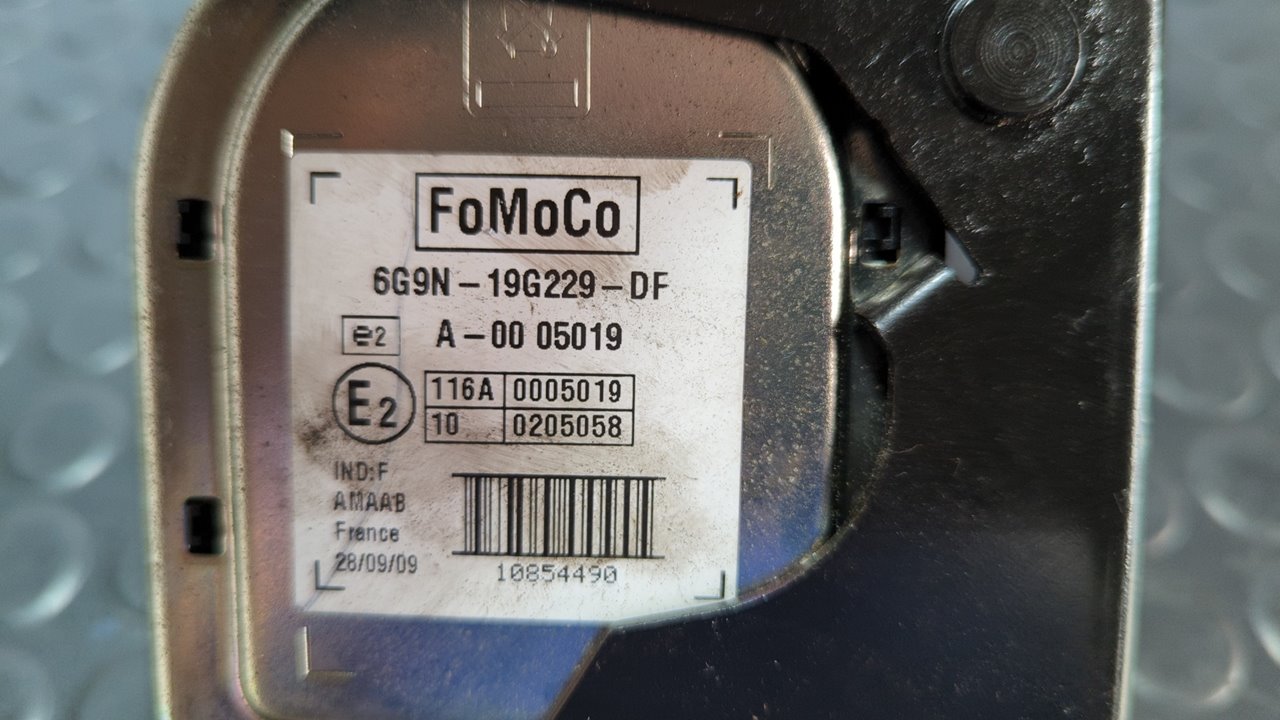 FoMoCo
6G9N-19G229-DF
e2 A-00 05019
E2 116A 0005019
10 0205058
IND:F
AMAAB
France
28/09/09
10854490